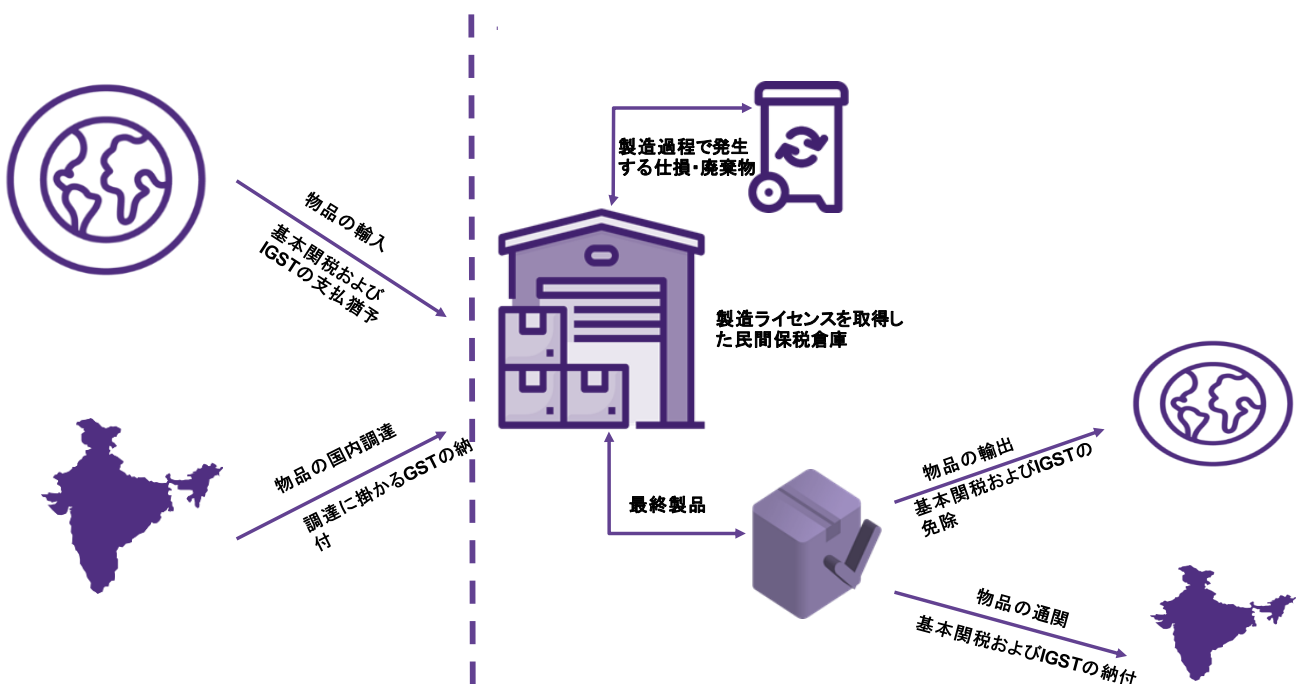 物品の輸入
基本関税および
IGSTの支払猶予
物品の国内調達
調達に掛かるGSTの納
付
製造過程で発生
する仕損・廃棄物
製造ライセンスを取得し
た民間保税倉庫
最終製品
物品の輸出
基本関税およびIGSTの
免除
物品の通関
基本関税およびIGSTの納付